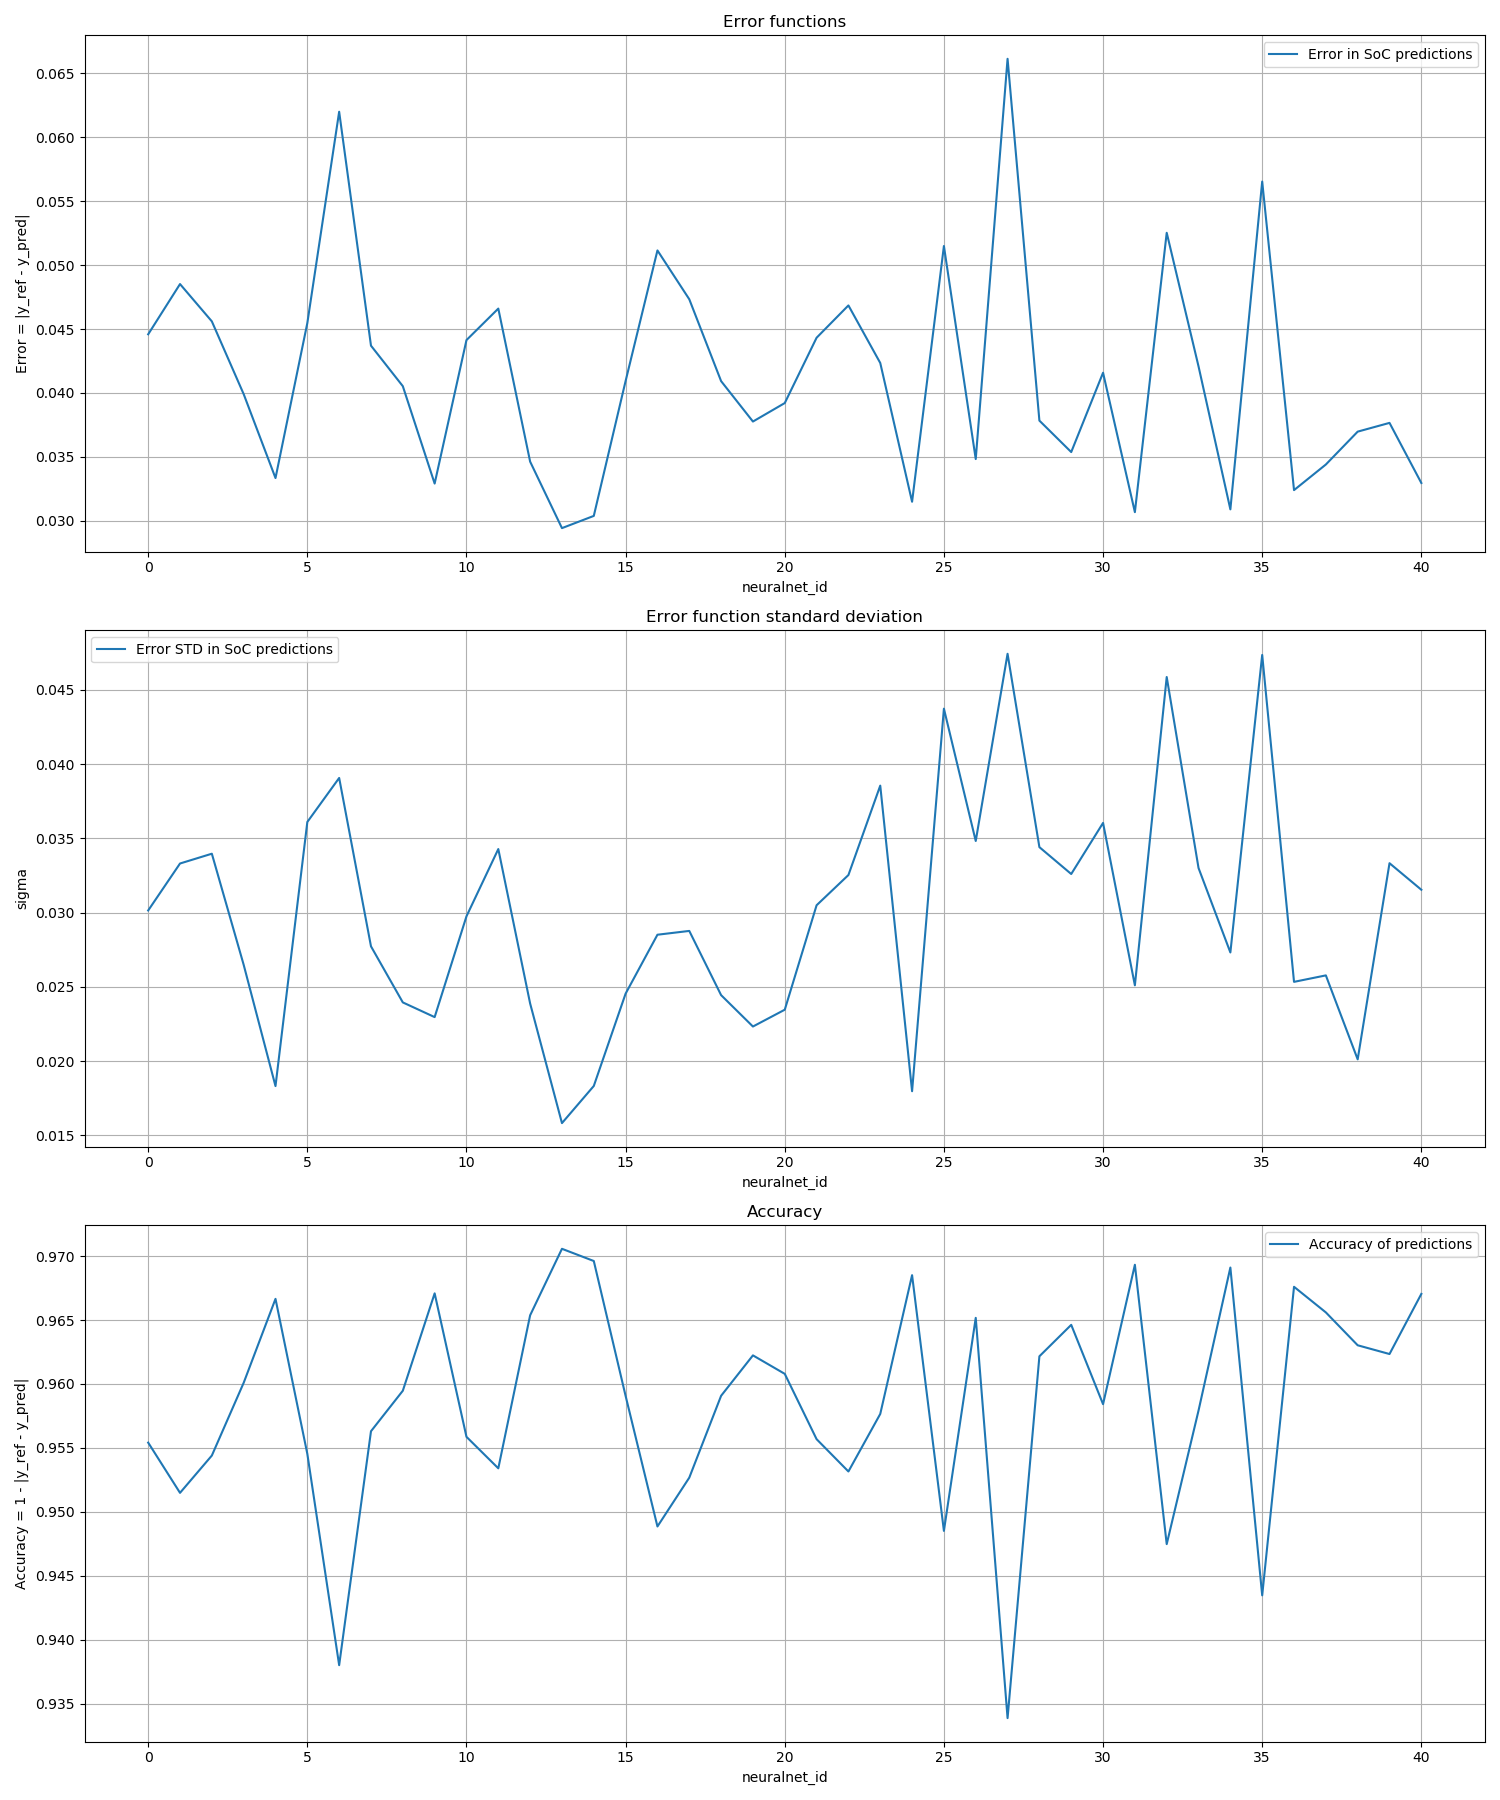 Error functions
Error in SoC predictions
0.065
0.060
0.055
0.050
0.045
0.040
0.035
0.030
Error = |y_ref - y_pred|
0 5 10 15 20 25 30 35 40
neuralnet_id
Error function standard deviation
Error STD in SoC predictions
0.045
0.040
0.035
0.030
0.025
0.020
0.015
sigma
0 5 10 15 20 25 30 35 40
neuralnet_id
Accuracy
Accuracy of predictions
0.970
0.965
0.960
0.955
0.950
0.945
0.940
0.935
Accuracy = 1 - |y_ref - y_pred|
0 5 10 15 20 25 30 35 40
neuralnet_id